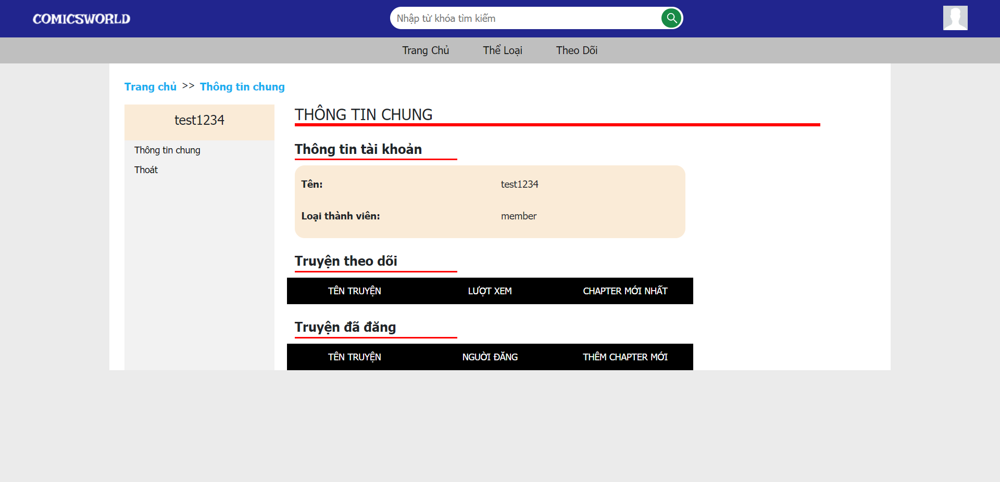 COMICSWORLD
Nhập từ khóa tìm kiếm
Trang Chủ Thể Loại Theo Dõi
Trang chủ >> Thông tin chung
test1234
Thông tin chung
Thoát
THÔNG TIN CHUNG
Thông tin tài khoản
Tên: test1234
Loại thành viên: member
Truyện theo dõi
TÊN TRUYỆN LƯỢT XEM CHAPTER MỚI NHẤT
Truyện đã đăng
TÊN TRUYỆN NGUỜI ĐĂNG THÊM CHAPTER MỚI